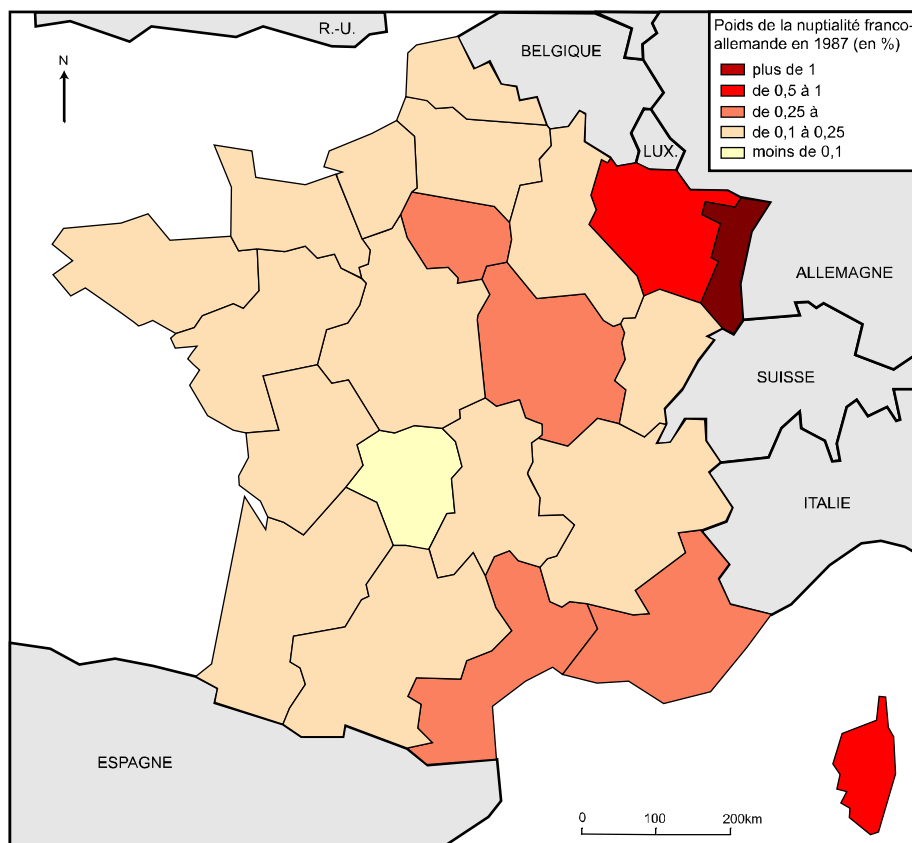 R.-U.
BELGIQUE
Poids de la nuptialité franco-
allemande en 1987 (en %)
plus de 1
de 0,5 à 1
de 0,25 à
de 0,1 à 0,25
moins de 0,1
N
LUX.
ALLEMAGNE
SUISSE
ITALIE
ESPAGNE
0 100 200km